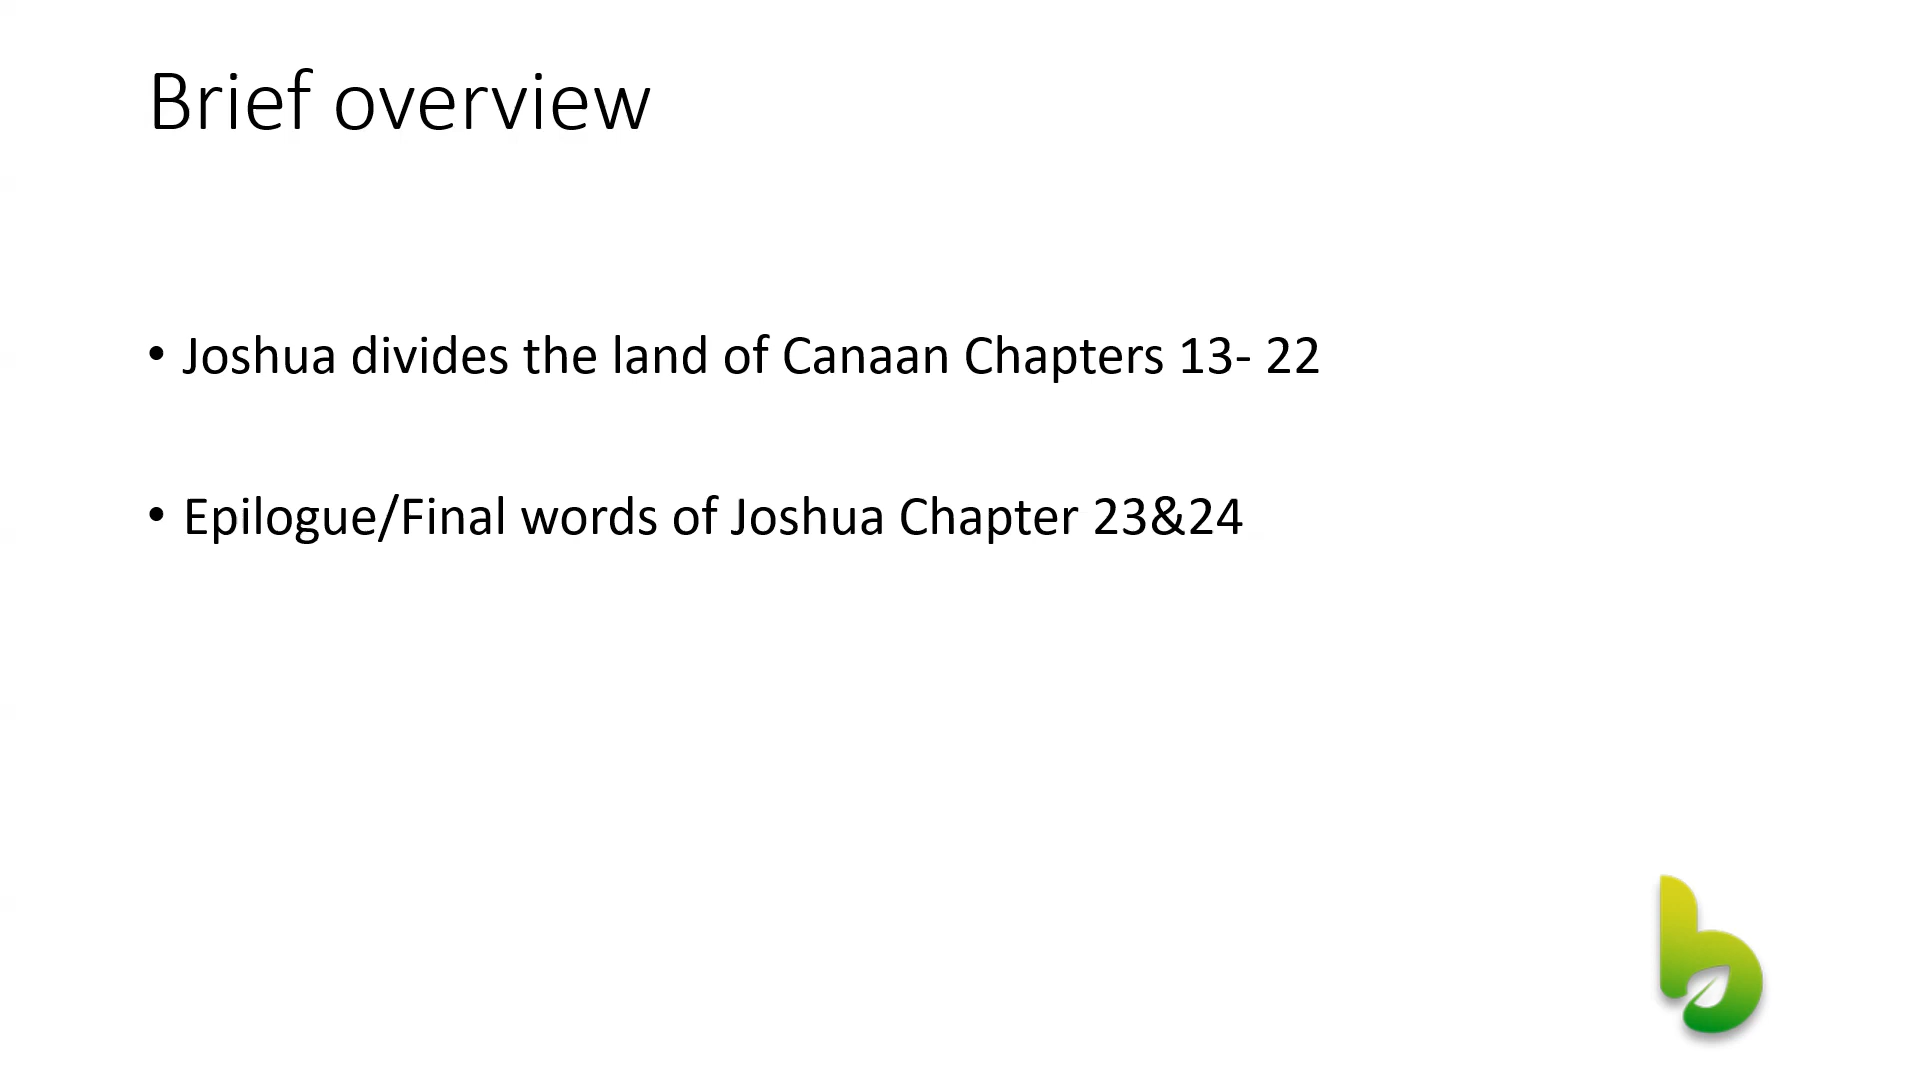 Brief overview
• Joshua divides the land of Canaan Chapters 13- 22
• Epilogue/Final words of Joshua Chapter 23&24